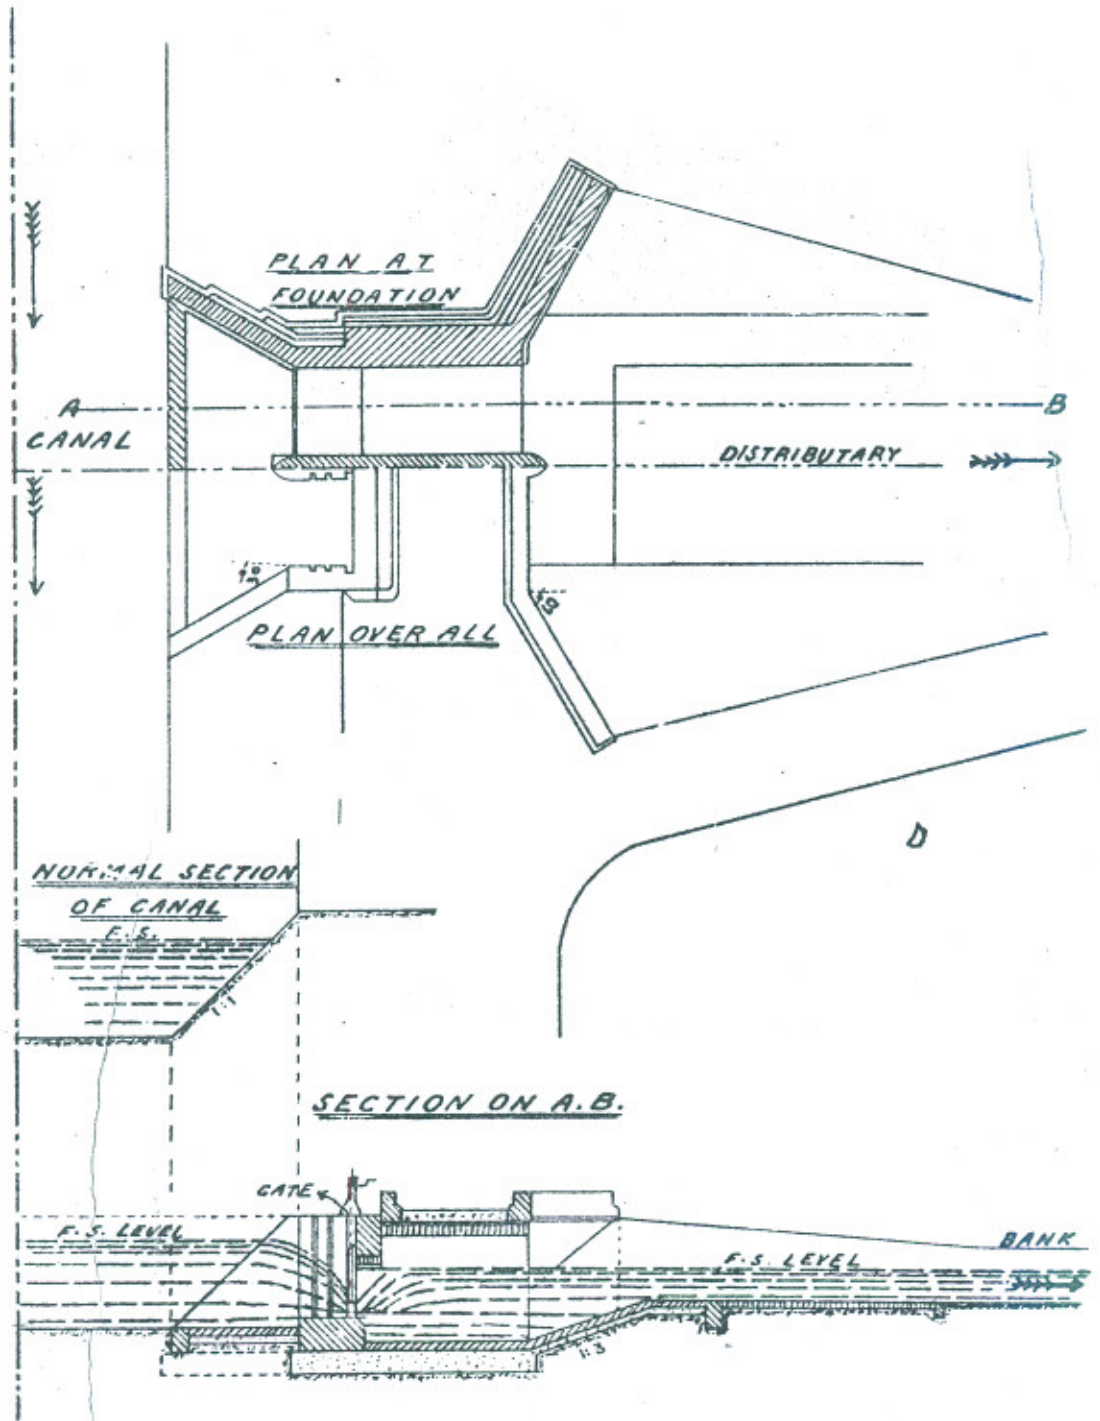 PLAN AT
FOUNDATION
A
B
CANAL
DISTRIBUTARY
PLAN OVER ALL
D
NORMAL SECTION
OF CANAL
F.S.
1:1
SECTION ON A.B.
GATE
F.S. LEVEL
BANK
F.S. LEVEL
1:3